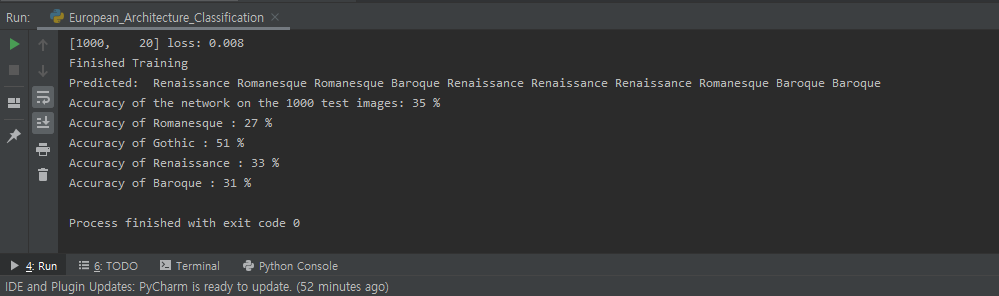 Run: European_Architecture_Classification ×
[1000,    20] loss: 0.008
Finished Training
Predicted:  Renaissance Romanesque Romanesque Baroque Renaissance Renaissance Renaissance Romanesque Baroque Baroque
Accuracy of the network on the 1000 test images: 35 %
Accuracy of Romanesque : 27 %
Accuracy of Gothic : 51 %
Accuracy of Renaissance : 33 %
Accuracy of Baroque : 31 %
Process finished with exit code 0
4: Run 6: TODO Terminal Python Console
IDE and Plugin Updates: PyCharm is ready to update. (52 minutes ago)